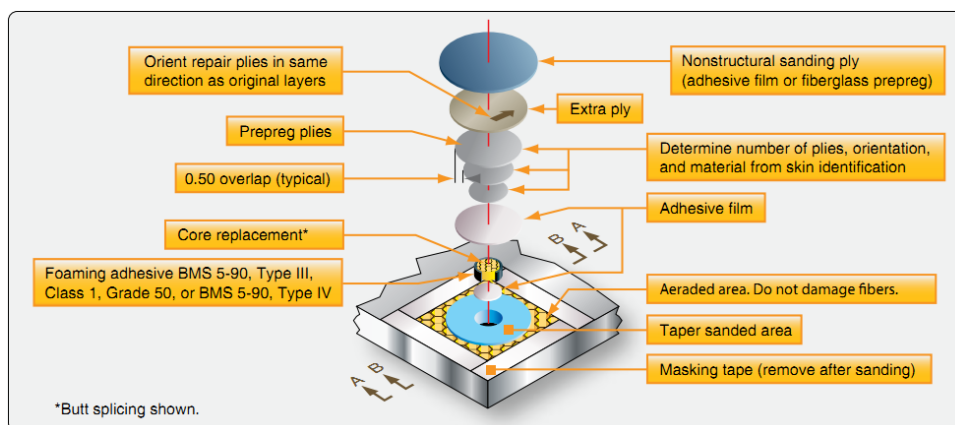 Orient repair plies in same
direction as original layers
Nonstructural sanding ply
(adhesive film or fiberglass prepreg)
Extra ply
Prepreg plies
Determine number of plies, orientation,
and material from skin identification
0.50 overlap (typical)
Adhesive film
Core replacement*
B A
Foaming adhesive BMS 5-90, Type III,
Class 1, Grade 50, or BMS 5-90, Type IV
Aeraded area. Do not damage fibers.
Taper sanded area
A B
Masking tape (remove after sanding)
*Butt splicing shown.